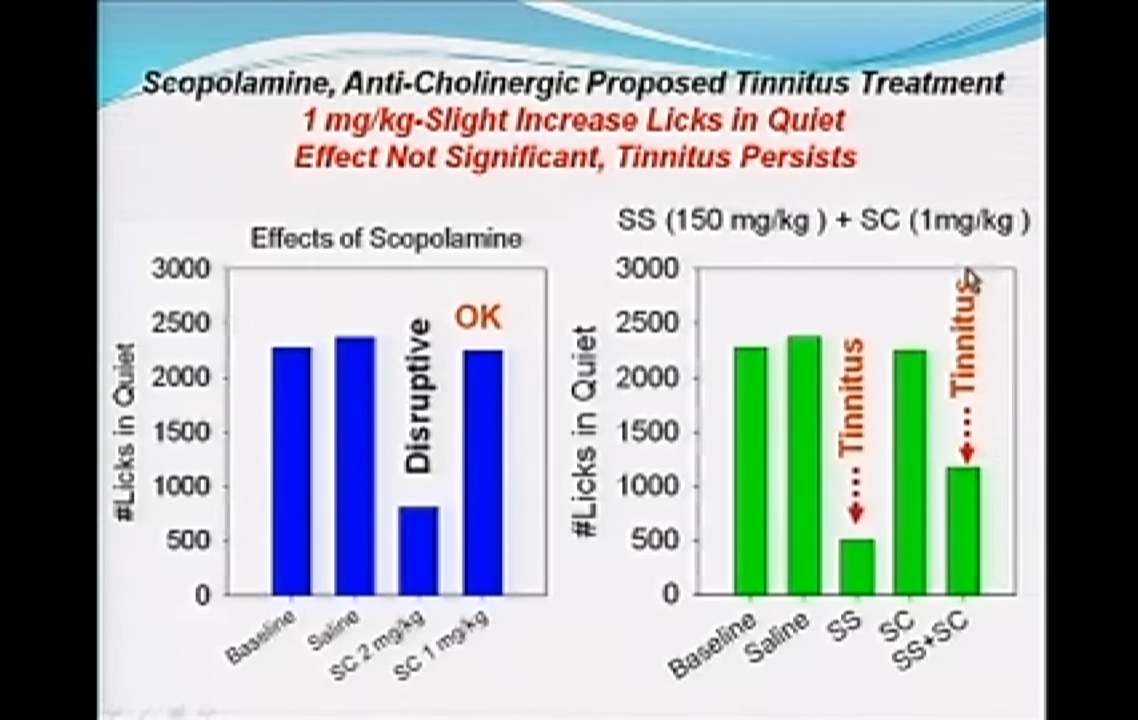 Scopolamine, Anti-Cholinergic Proposed Tinnitus Treatment
1 mg/kg-Slight Increase Licks in Quiet
Effect Not Significant, Tinnitus Persists
Effects of Scopolamine
#Licks in Quiet
3000
2500
2000
1500
1000
500
0
Disruptive
OK
Baseline
Saline
SC 2 mg/kg
SC 1 mg/kg
SS (150 mg/kg ) + SC (1mg/kg )
#Licks in Quiet
3000
2500
2000
1500
1000
500
0
Tinnitus
Tinnitus
Baseline
Saline
SS
SC
SS+SC